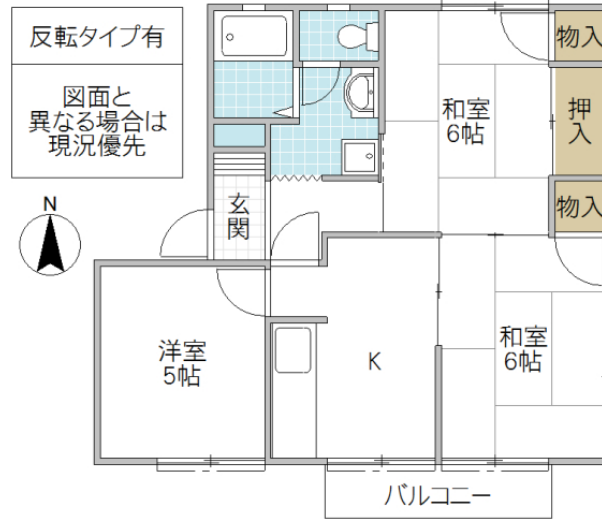 反転タイプ有
図面と
異なる場合は
現況優先
N
玄関
和室
6帖
物入
押入
物入
洋室
5帖
K
和室
6帖
バルコニー